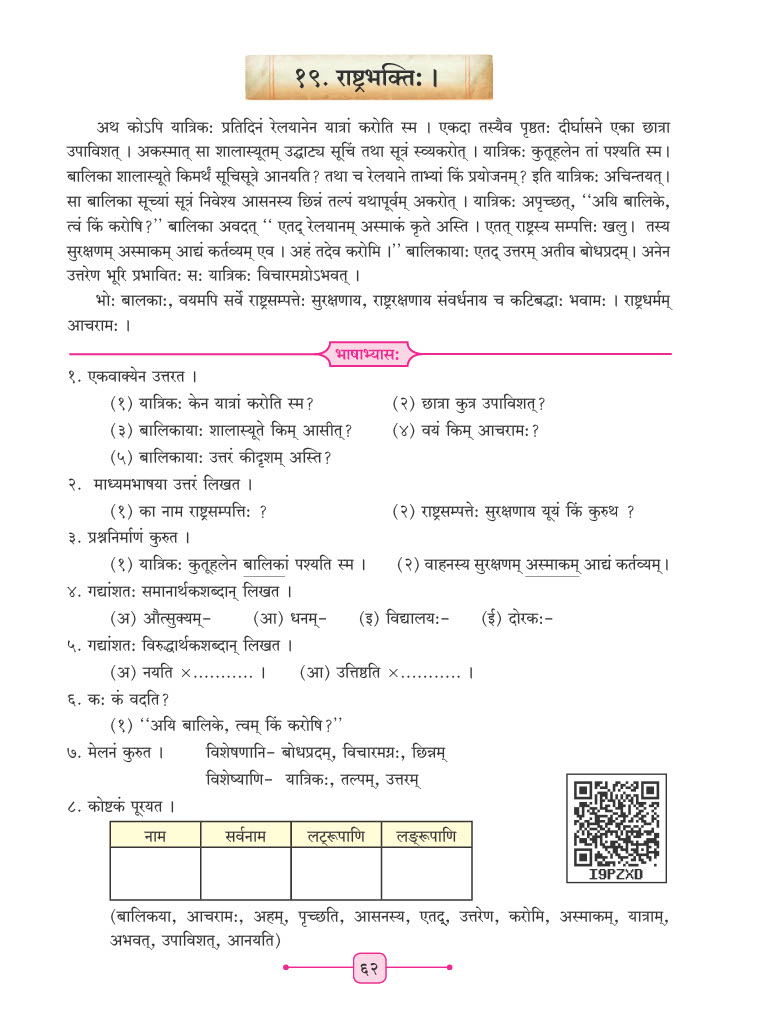 १९. राष्ट्रभक्तिः ।
अथ कोऽपि यात्रिकः प्रतिदिनं रेलयानेन यात्रां करोति स्म । एकदा तस्यैव पृष्ठतः दीर्घासने एका छात्रा
उपाविशत् । अकस्मात् सा शालास्यूतम् उद्घाट्य सूचिं तथा सूत्रं स्व्यकरोत् । यात्रिकः कुतूहलेन तां पश्यति स्म।
बालिका शालास्यूते किमर्थं सूचिसूत्रे आनयति? तथा च रेलयाने ताभ्यां किं प्रयोजनम्? इति यात्रिकः अचिन्तयत्।
सा बालिका सूच्यां सूत्रं निवेश्य आसनस्य छिन्नं तल्पं यथापूर्वम् अकरोत् । यात्रिकः अपृच्छत्, ‘‘अयि बालिके,
त्वं किं करोषि?’’ बालिका अवदत् ‘‘ एतद् रेलयानम् अस्माकं कृते अस्ति । एतत् राष्ट्रस्य सम्पत्तिः खलु। तस्य
सुरक्षणम् अस्माकम् आद्यं कर्तव्यम् एव । अहं तदेव करोमि ।’’ बालिकायाः एतद् उत्तरम् अतीव बोधप्रदम्। अनेन
उत्तरेण भूरि प्रभावितः सः यात्रिकः विचारमग्नोऽभवत् ।
भोः बालकाः, वयमपि सर्वे राष्ट्रसम्पत्तेः सुरक्षणाय, राष्ट्ररक्षणाय संवर्धनाय च कटिबद्धाः भवामः । राष्ट्रधर्मम्
आचरामः ।
भाषाभ्यासः
१. एकवाक्येन उत्तरत ।
(१) यात्रिकः केन यात्रां करोति स्म? (२) छात्रा कुत्र उपाविशत्?
(३) बालिकायाः शालास्यूते किम् आसीत्? (४) वयं किम् आचरामः?
(५) बालिकायाः उत्तरं कीदृशम् अस्ति?
२. माध्यमभाषया उत्तरं लिखत ।
(१) का नाम राष्ट्रसम्पत्तिः ? (२) राष्ट्रसम्पत्तेः सुरक्षणाय यूयं किं कुरुथ ?
३. प्रश्ननिर्माणं कुरुत ।
(१) यात्रिकः कुतूहलेन बालिकां पश्यति स्म । (२) वाहनस्य सुरक्षणम् अस्माकम् आद्यं कर्तव्यम्।
४. गद्यांशतः समानार्थकशब्दान् लिखत ।
(अ) औत्सुक्यम्- (आ) धनम्- (इ) विद्यालयः- (ई) दोरकः-
५. गद्यांशतः विरुद्धार्थकशब्दान् लिखत ।
(अ) नयति ×........... । (आ) उत्तिष्ठति ×........... ।
६. कः कं वदति?
(१) ‘‘अयि बालिके, त्वम् किं करोषि?’’
७. मेलनं कुरुत । विशेषणानि- बोधप्रदम्, विचारमग्नः, छिन्नम्
विशेष्याणि- यात्रिकः, तल्पम्, उत्तरम्
८. कोष्टकं पूरयत ।
नाम सर्वनाम लट्रूपाणि लङ्रूपाणि
I9PZXD
(बालिकया, आचरामः, अहम्, पृच्छति, आसनस्य, एतद्, उत्तरेण, करोमि, अस्माकम्, यात्राम्,
अभवत्, उपाविशत्, आनयति)
६२